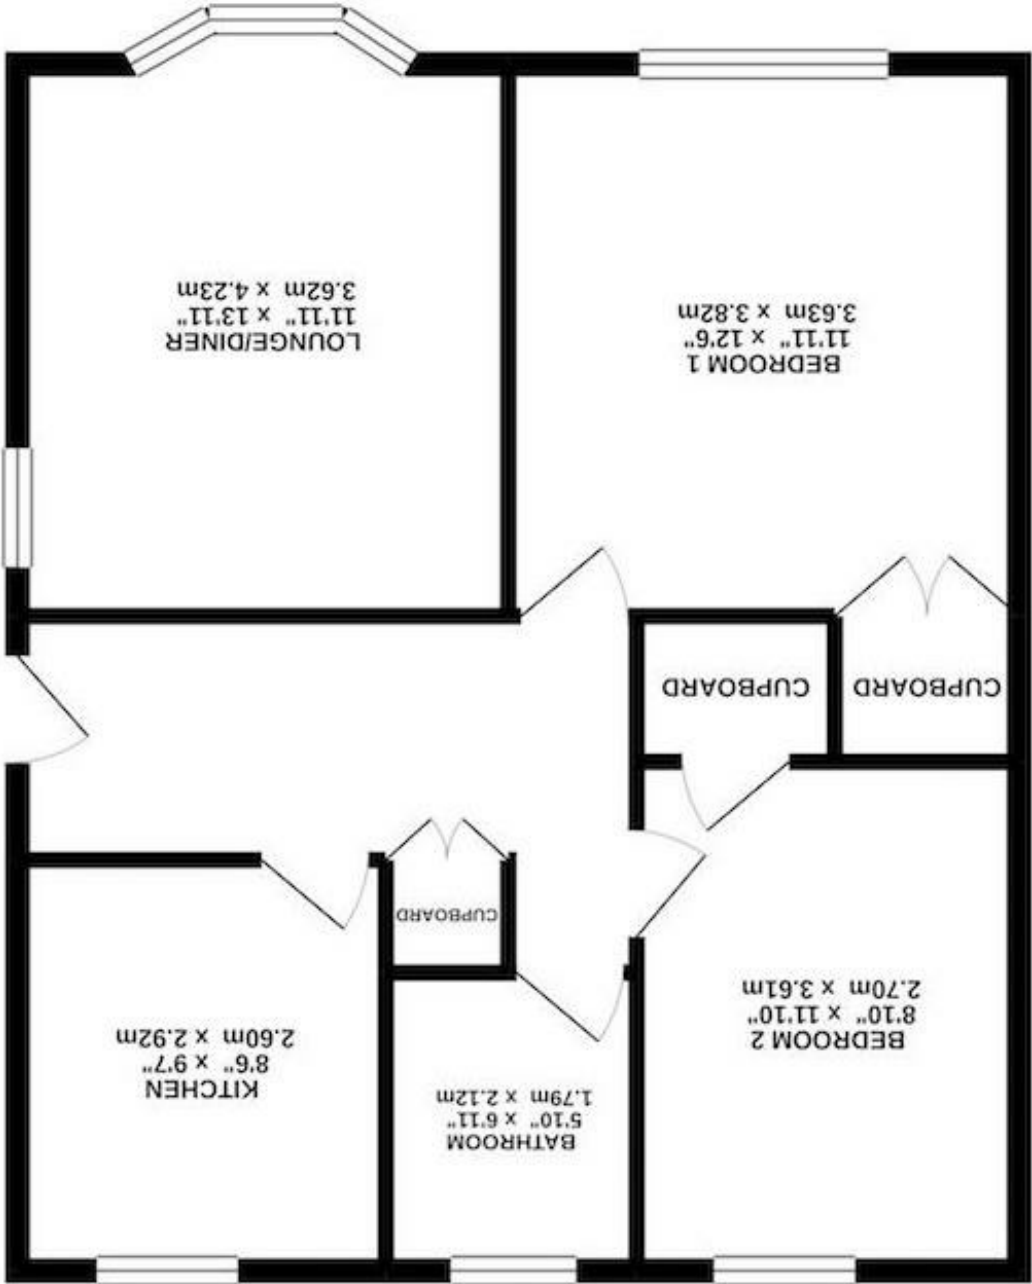 BEDROOM 2
8'10" x 11'10"
2.70m x 3.61m
BATHROOM
5'10" x 6'11"
1.79m x 2.12m
KITCHEN
8'6" x 9'7"
2.60m x 2.92m
CUPBOARD
CUPBOARD
CUPBOARD
BEDROOM 1
11'11" x 12'6"
3.63m x 3.82m
LOUNGE/DINER
11'11" x 13'11"
3.62m x 4.23m